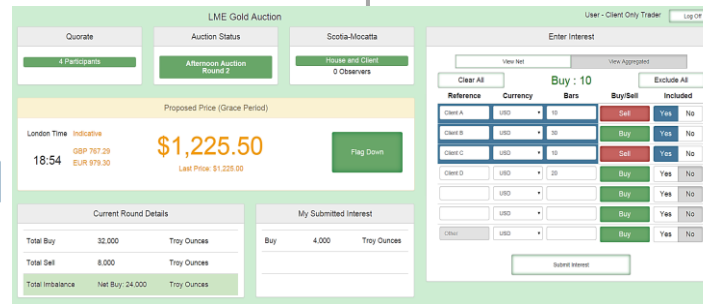 LME Gold Auction
User - Client Only Trader
Log Off
Quorate
4 Participants
Auction Status
Afternoon Auction
Round 2
Scotia-Mocatta
House and Client
0 Observers
Proposed Price (Grace Period)
London Time
18:54
Indicative
GBP 767.29
EUR 979.30
$1,225.50
Last Price: $1,225.00
Flag Down
Current Round Details
Total Buy 32,000 Troy Ounces
Total Sell 8,000 Troy Ounces
Total Imbalance Net Buy: 24,000 Troy Ounces
My Submitted Interest
Buy 4,000 Troy Ounces
Enter Interest
View Net View Aggregated
Clear All Buy : 10 Exclude All
Reference Currency Bars Buy/Sell Included
Client A USD 10 Sell Yes No
Client B USD 30 Buy Yes No
Client C USD 10 Sell Yes No
Client D USD 20 Buy Yes No
USD Buy Yes No
USD Buy Yes No
Other USD Buy Yes No
Submit Interest